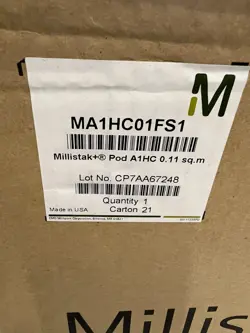 M
MA1HC01FS1
Millistak+® Pod A1HC 0.11 sq.m
Lot No. CP7AA67248
Quantity 1
Made in USA Carton 21
Millis